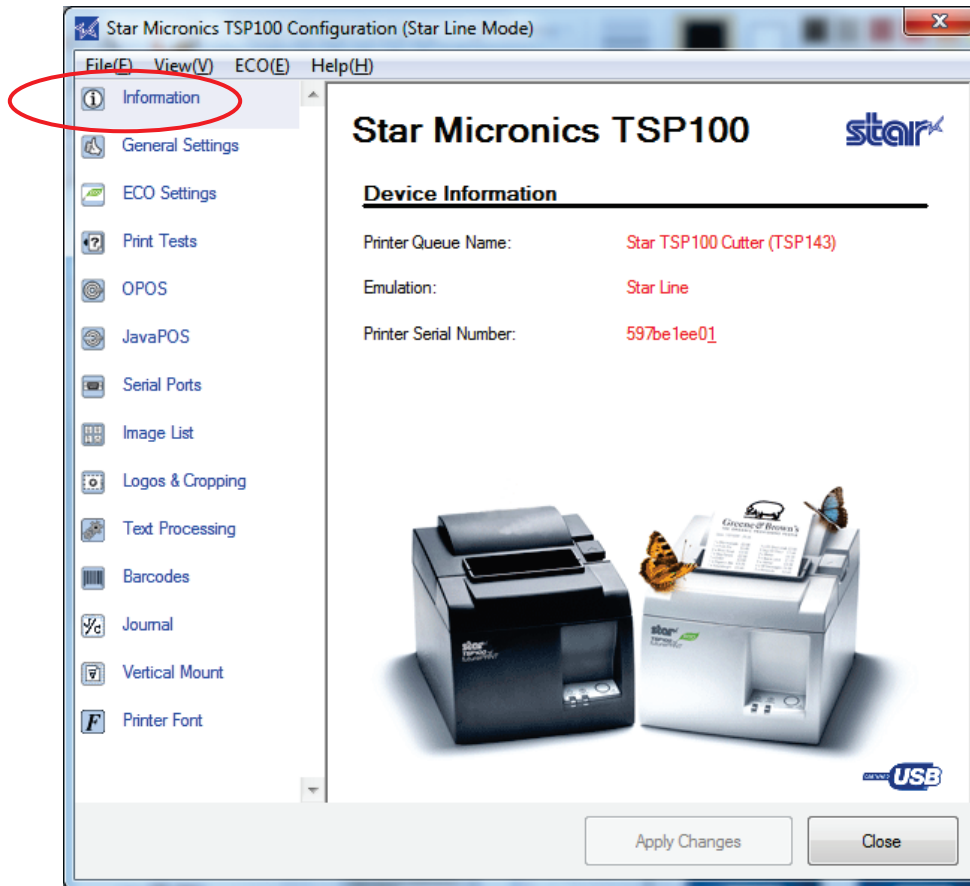 Star Micronics TSP100 Configuration (Star Line Mode)
File(F) View(V) ECO(E) Help(H)
Information
General Settings
ECO Settings
Print Tests
OPOS
JavaPOS
Serial Ports
Image List
Logos & Cropping
Text Processing
Barcodes
Journal
Vertical Mount
Printer Font
Star Micronics TSP100
star
Device Information
Printer Queue Name: Star TSP100 Cutter (TSP143)
Emulation: Star Line
Printer Serial Number: 597be1ee01
Greene & Brown's
star
TSP100
futurePRNT
star
USB
Apply Changes
Close